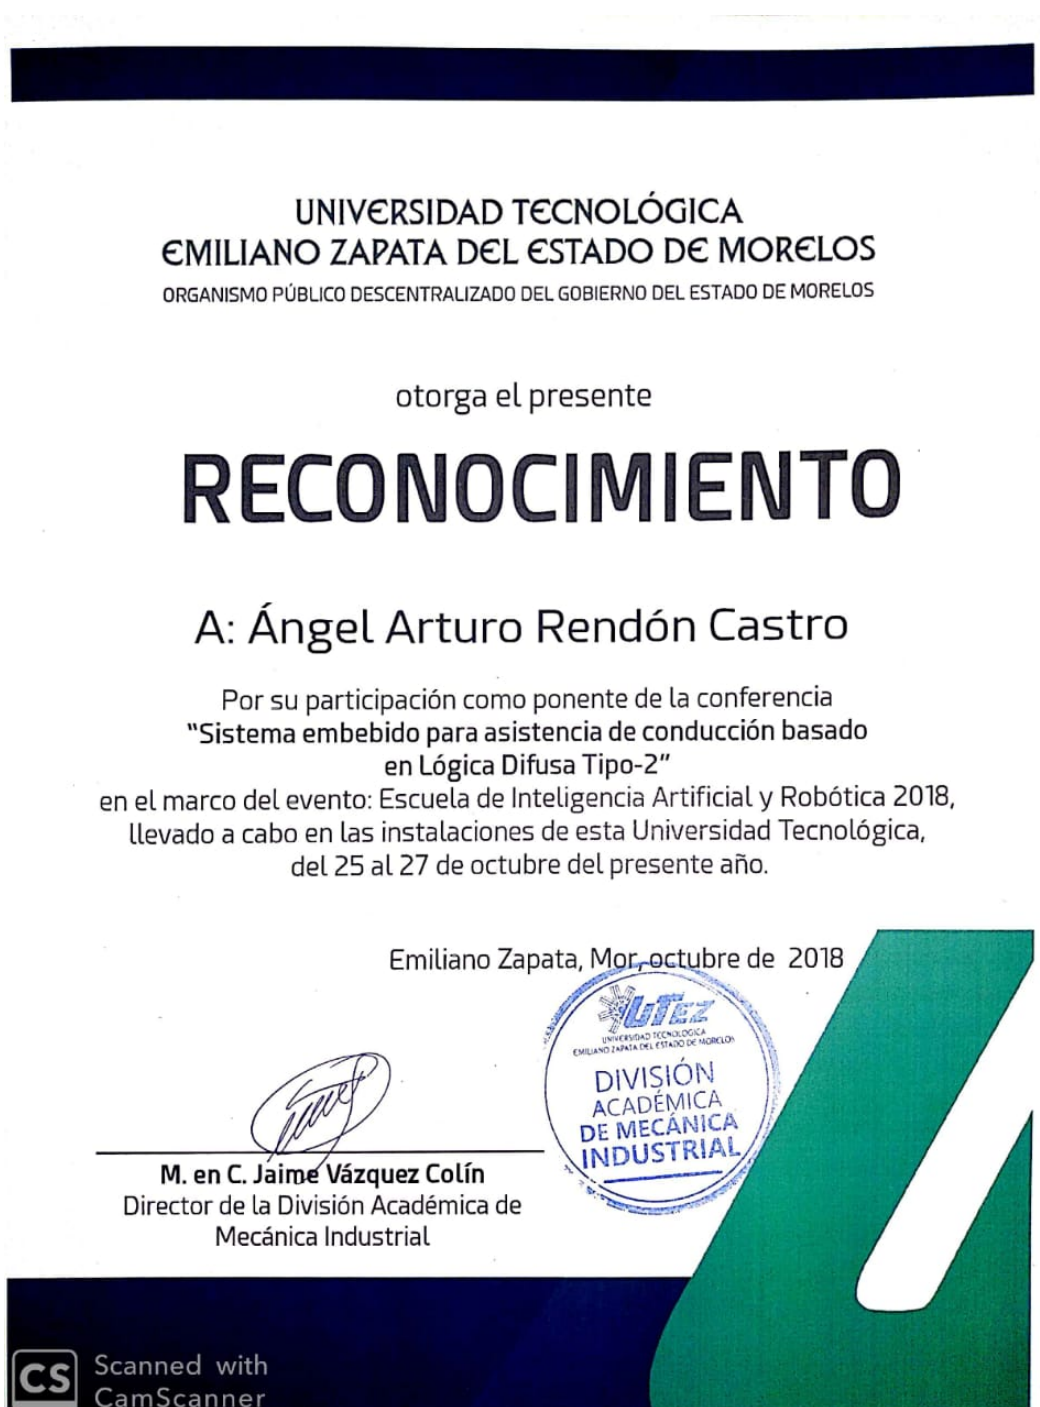 UNIVERSIDAD TECNOLÓGICA
EMILIANO ZAPATA DEL ESTADO DE MORELOS
ORGANISMO PÚBLICO DESCENTRALIZADO DEL GOBIERNO DEL ESTADO DE MORELOS
otorga el presente
RECONOCIMIENTO
A: Ángel Arturo Rendón Castro
Por su participación como ponente de la conferencia
"Sistema embebido para asistencia de conducción basado
en Lógica Difusa Tipo-2"
en el marco del evento: Escuela de Inteligencia Artificial y Robótica 2018,
llevado a cabo en las instalaciones de esta Universidad Tecnológica,
del 25 al 27 de octubre del presente año.
Emiliano Zapata, Mor, octubre de 2018
UTEZ
UNIVERSIDAD TECNOLOGICA
EMILIANO ZAPATA DEL ESTADO DE MORELOS
DIVISIÓN
ACADÉMICA
DE MECÁNICA
INDUSTRIAL
M. en C. Jaime Vázquez Colín
Director de la División Académica de
Mecánica Industrial
CS
Scanned with
CamScanner